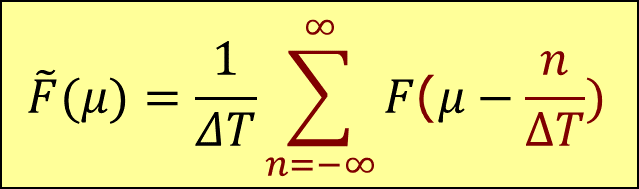 F̃(μ) = 1/ΔT ∑_{n=−∞}^{∞} F(μ − n/ΔT)